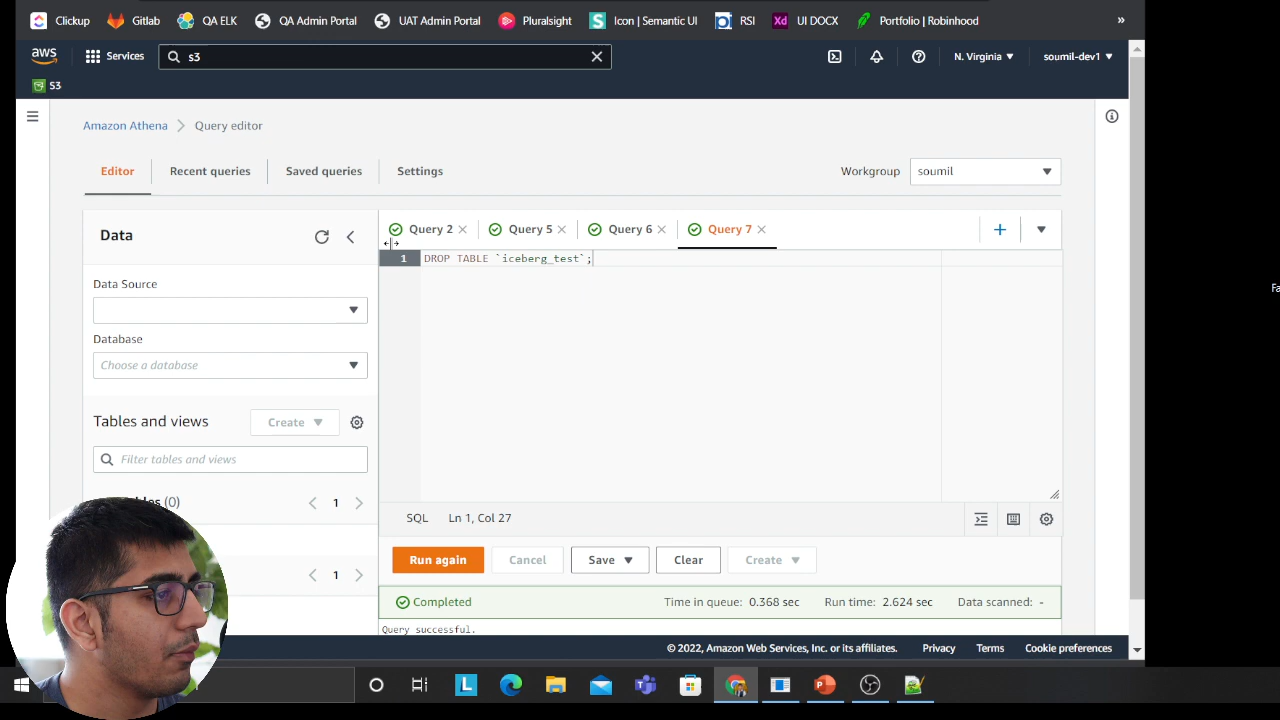 Clickup Gitlab QA ELK QA Admin Portal UAT Admin Portal Pluralsight Icon | Semantic UI RSI Xd UI DOCX Portfolio | Robinhood »
aws Services s3 N. Virginia soumil-dev1
S3
Amazon Athena Query editor
Editor Recent queries Saved queries Settings Workgroup soumil
Data
Query 2 Query 5 Query 6 Query 7
1 DROP TABLE `iceberg_test`;
Data Source
Database
Choose a database
Tables and views Create
Filter tables and views
(0) 1
SQL Ln 1, Col 27
Run again Cancel Save Clear Create
1
Completed Time in queue: 0.368 sec Run time: 2.624 sec Data scanned: -
Query successful.
© 2022, Amazon Web Services, Inc. or its affiliates. Privacy Terms Cookie preferences